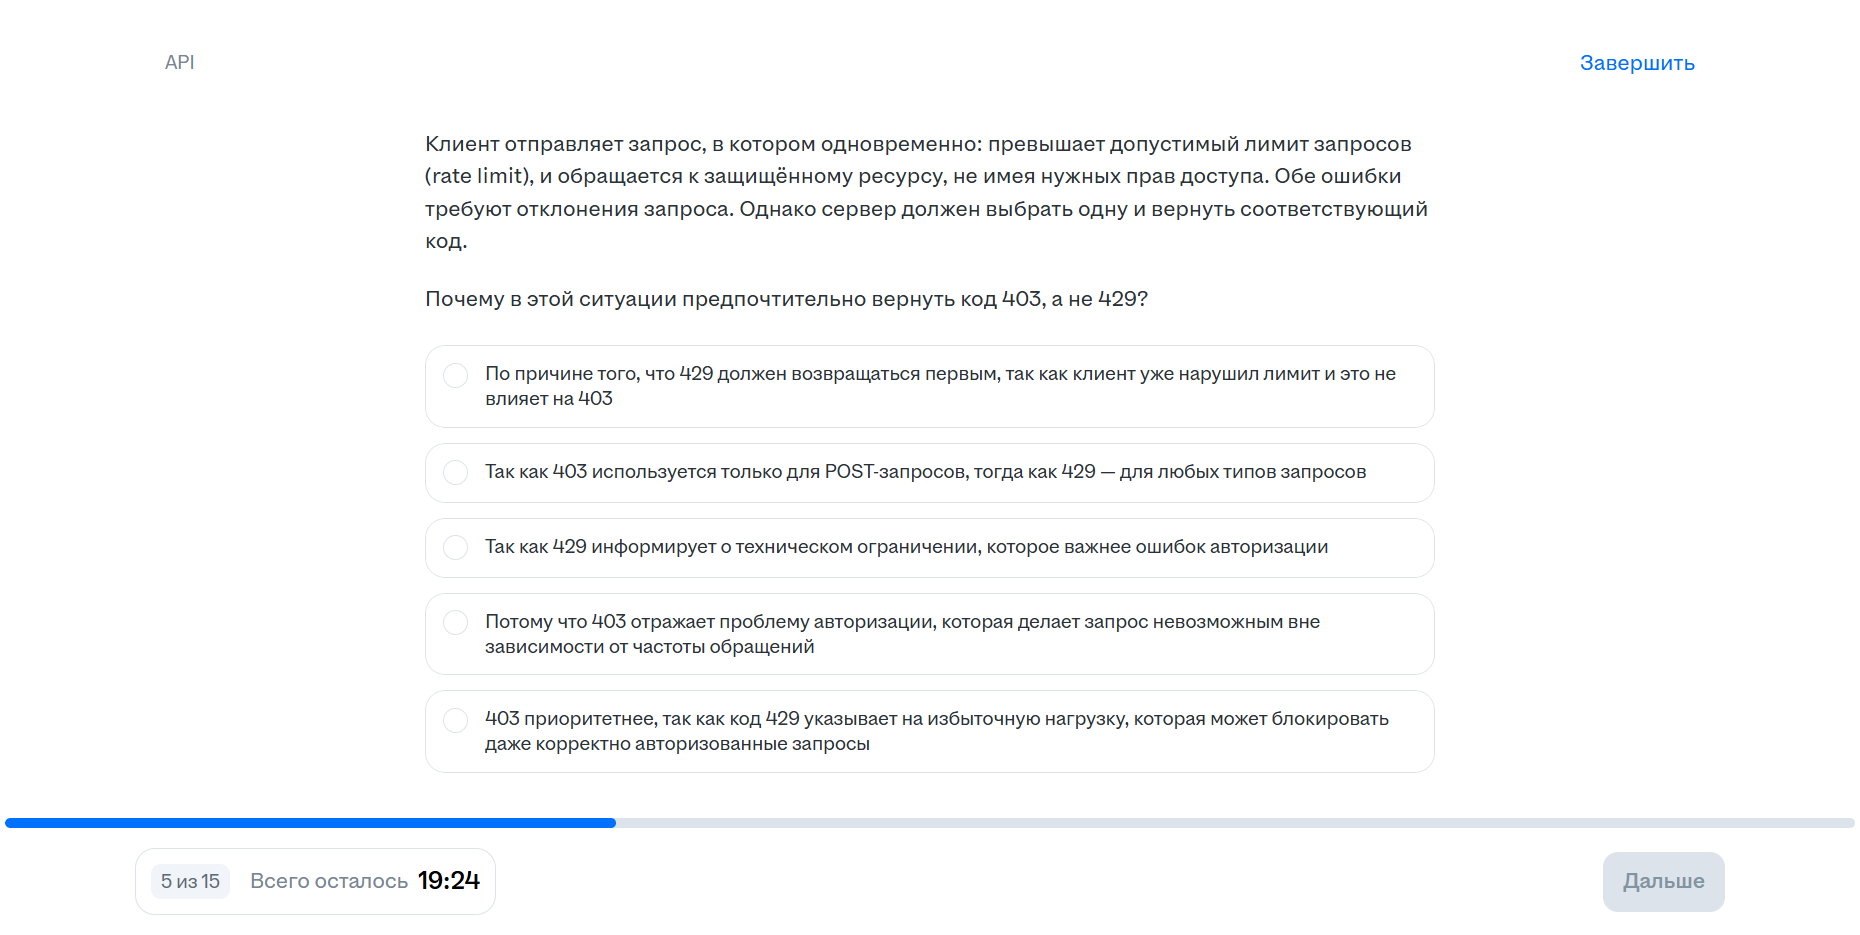 API
Завершить
Клиент отправляет запрос, в котором одновременно: превышает допустимый лимит запросов
(rate limit), и обращается к защищённому ресурсу, не имея нужных прав доступа. Обе ошибки
требуют отклонения запроса. Однако сервер должен выбрать одну и вернуть соответствующий
код.
Почему в этой ситуации предпочтительно вернуть код 403, а не 429?
По причине того, что 429 должен возвращаться первым, так как клиент уже нарушил лимит и это не
влияет на 403
Так как 403 используется только для POST-запросов, тогда как 429 — для любых типов запросов
Так как 429 информирует о техническом ограничении, которое важнее ошибок авторизации
Потому что 403 отражает проблему авторизации, которая делает запрос невозможным вне
зависимости от частоты обращений
403 приоритетнее, так как код 429 указывает на избыточную нагрузку, которая может блокировать
даже корректно авторизованные запросы
5 из 15
Всего осталось 19:24
Дальше